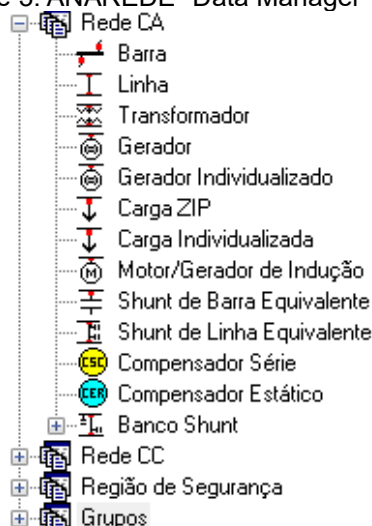 ANAREDE Data Manager
Rede CA
Barra
Linha
Transformador
Gerador
Gerador Individualizado
Carga ZIP
Carga Individualizada
M Motor/Gerador de Indução
Shunt de Barra Equivalente
Shunt de Linha Equivalente
CSC Compensador Série
CER Compensador Estático
Banco Shunt
Rede CC
Região de Segurança
Grupos